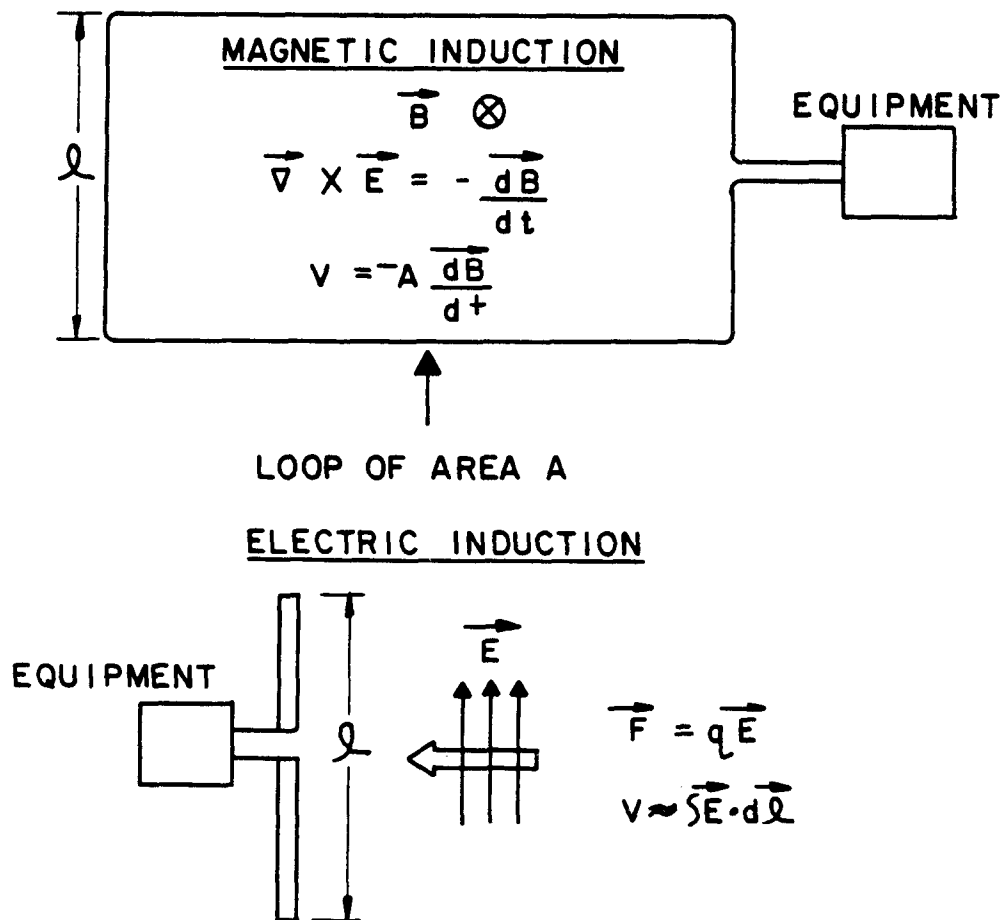 MAGNETIC INDUCTION
B ⊗
EQUIPMENT
ℓ
∇ X E = - dB/dt
V = -A dB/dt
LOOP OF AREA A
ELECTRIC INDUCTION
EQUIPMENT
ℓ
E
F = qE
V ≈ ∫E·dℓ